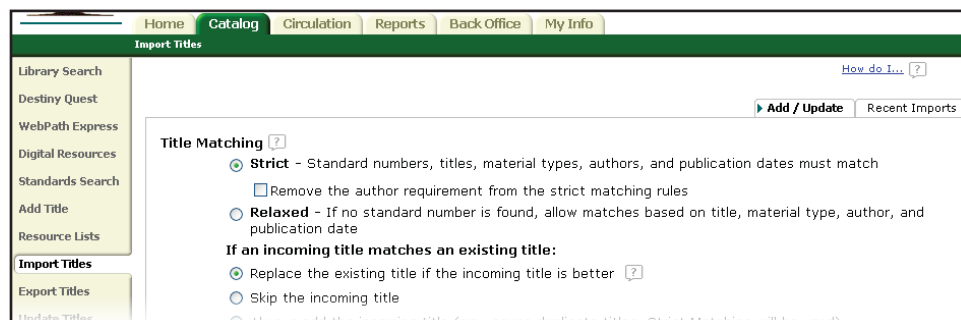 Home Catalog Circulation Reports Back Office My Info
Import Titles
Library Search
Destiny Quest
WebPath Express
Digital Resources
Standards Search
Add Title
Resource Lists
Import Titles
Export Titles
Update Titles
How do I... ?
Add / Update Recent Imports
Title Matching ?
Strict - Standard numbers, titles, material types, authors, and publication dates must match
Remove the author requirement from the strict matching rules
Relaxed - If no standard number is found, allow matches based on title, material type, author, and
publication date
If an incoming title matches an existing title:
Replace the existing title if the incoming title is better ?
Skip the incoming title